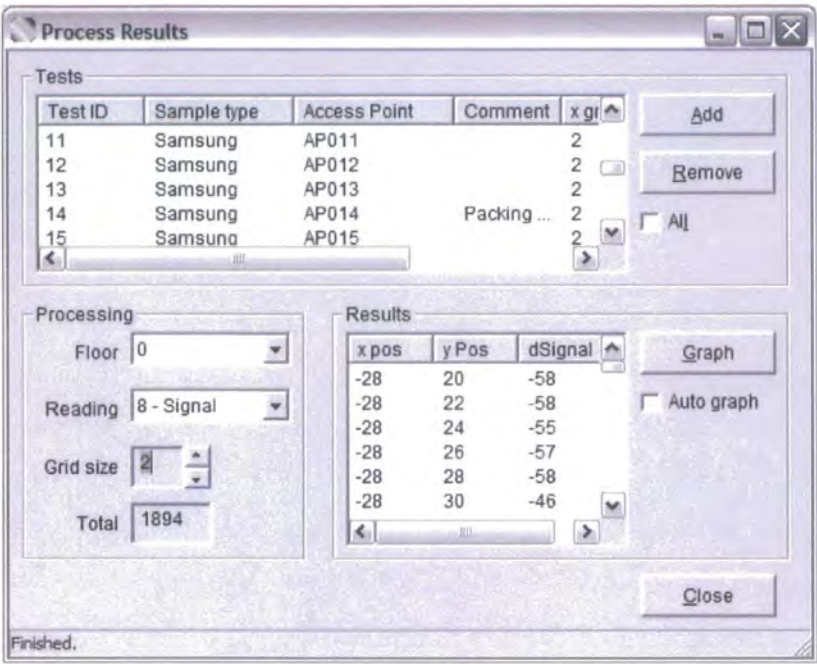 Process Results
Tests
Test ID Sample type Access Point Comment x gr
11 Samsung AP011 2
12 Samsung AP012 2
13 Samsung AP013 2
14 Samsung AP014 Packing ... 2
15 Samsung AP015 2
Add
Remove
All
Processing
Floor 0
Reading 8 - Signal
Grid size 2
Total 1894
Results
x pos y Pos dSignal
-28 20 -58
-28 22 -58
-28 24 -55
-28 26 -57
-28 28 -58
-28 30 -46
Graph
Auto graph
Close
Finished.